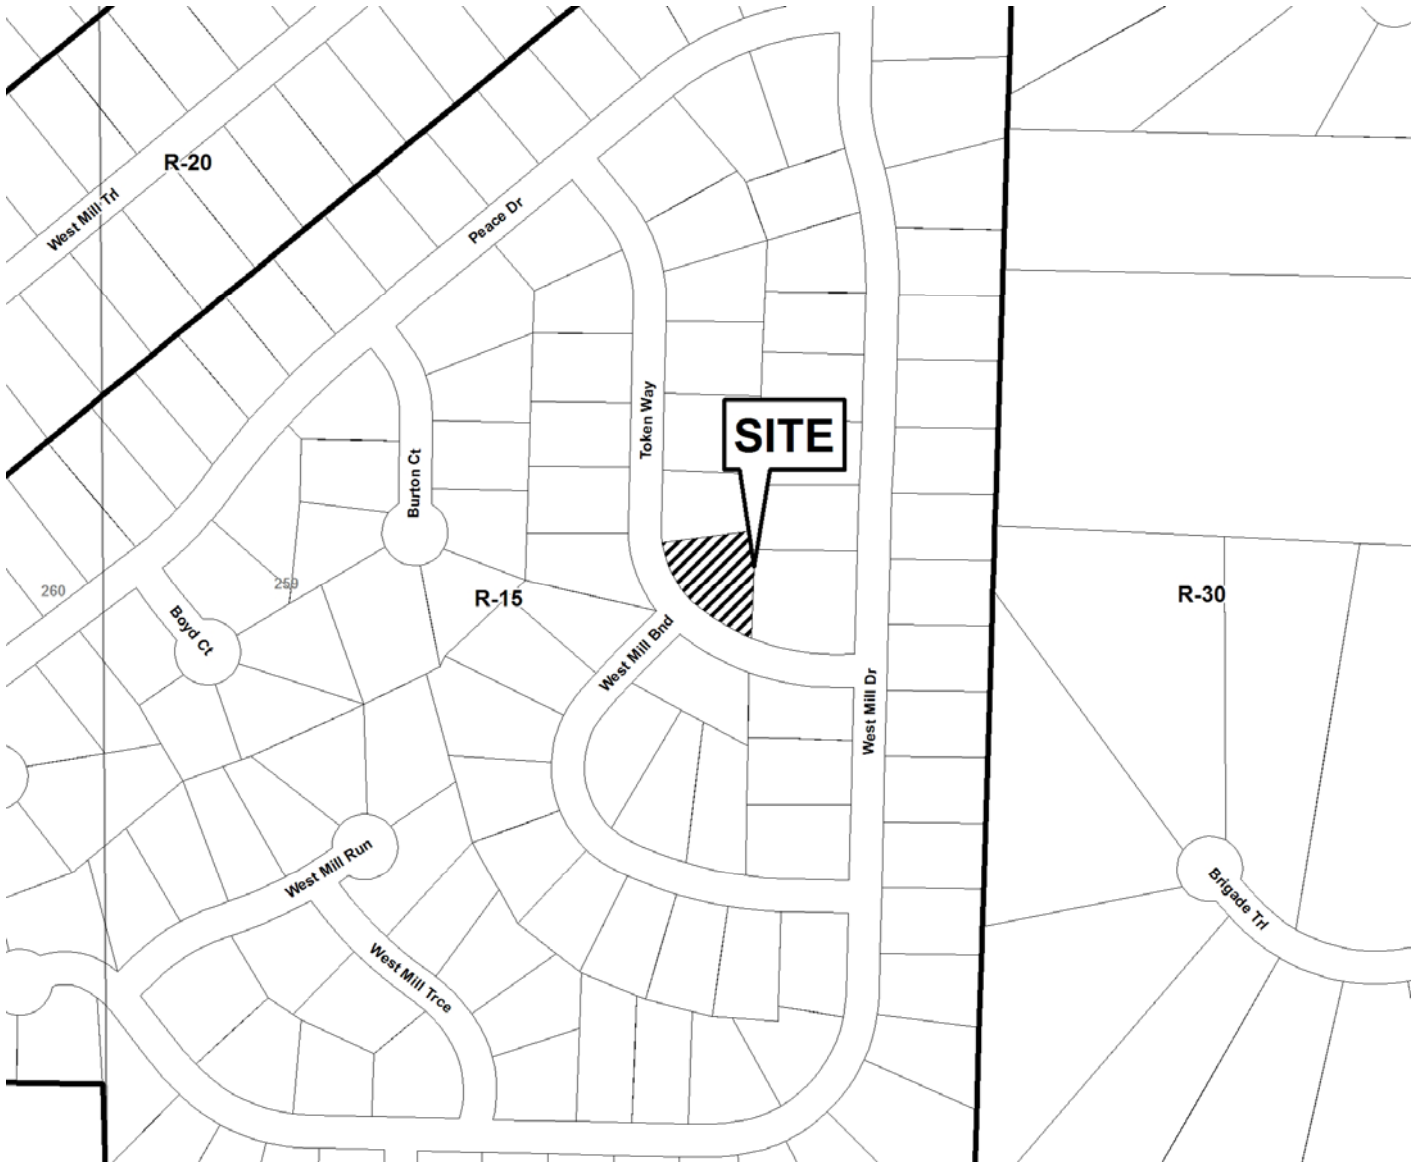 R-20
West Mill Trl
Peace Dr
Token Way
SITE
Burton Ct
260
259
R-15
R-30
Boyd Ct
West Mill Bnd
West Mill Dr
West Mill Run
Brigade Trl
West Mill Trce